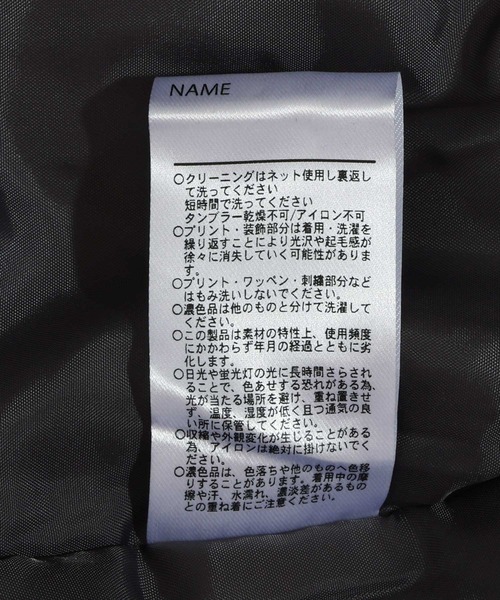 NAME
○クリーニングはネット使用し裏返し
て洗ってください
短時間で洗ってください
タンブラー乾燥不可/アイロン不可
○プリント・装飾部分は着用・洗濯を
繰り返すことにより光沢や起毛感が
徐々に消失していく可能性がありま
す。
○プリント・ワッペン・刺繍部分など
はもみ洗いしないでください。
○濃色品は他のものと分けて洗濯して
ください。
○この製品は素材の特性上、使用頻度
にかかわらず年月の経過とともに劣
化します。
○日光や蛍光灯の光に長時間さらされ
ることで、色あせする恐れがある為、
光が当たる場所を避け、重ね置きせ
ず、温度、湿度が低く且つ通気の良
い所に保管してください。
○収縮や外観変化が生じることがある
為、アイロンは絶対に掛けないでく
ださい。
○濃色品は、色落ちや他のものへ色移
りすることがあります。着用中の摩
擦や汗、水濡れ、濃淡差があるもの
との重ね着にご注意ください。